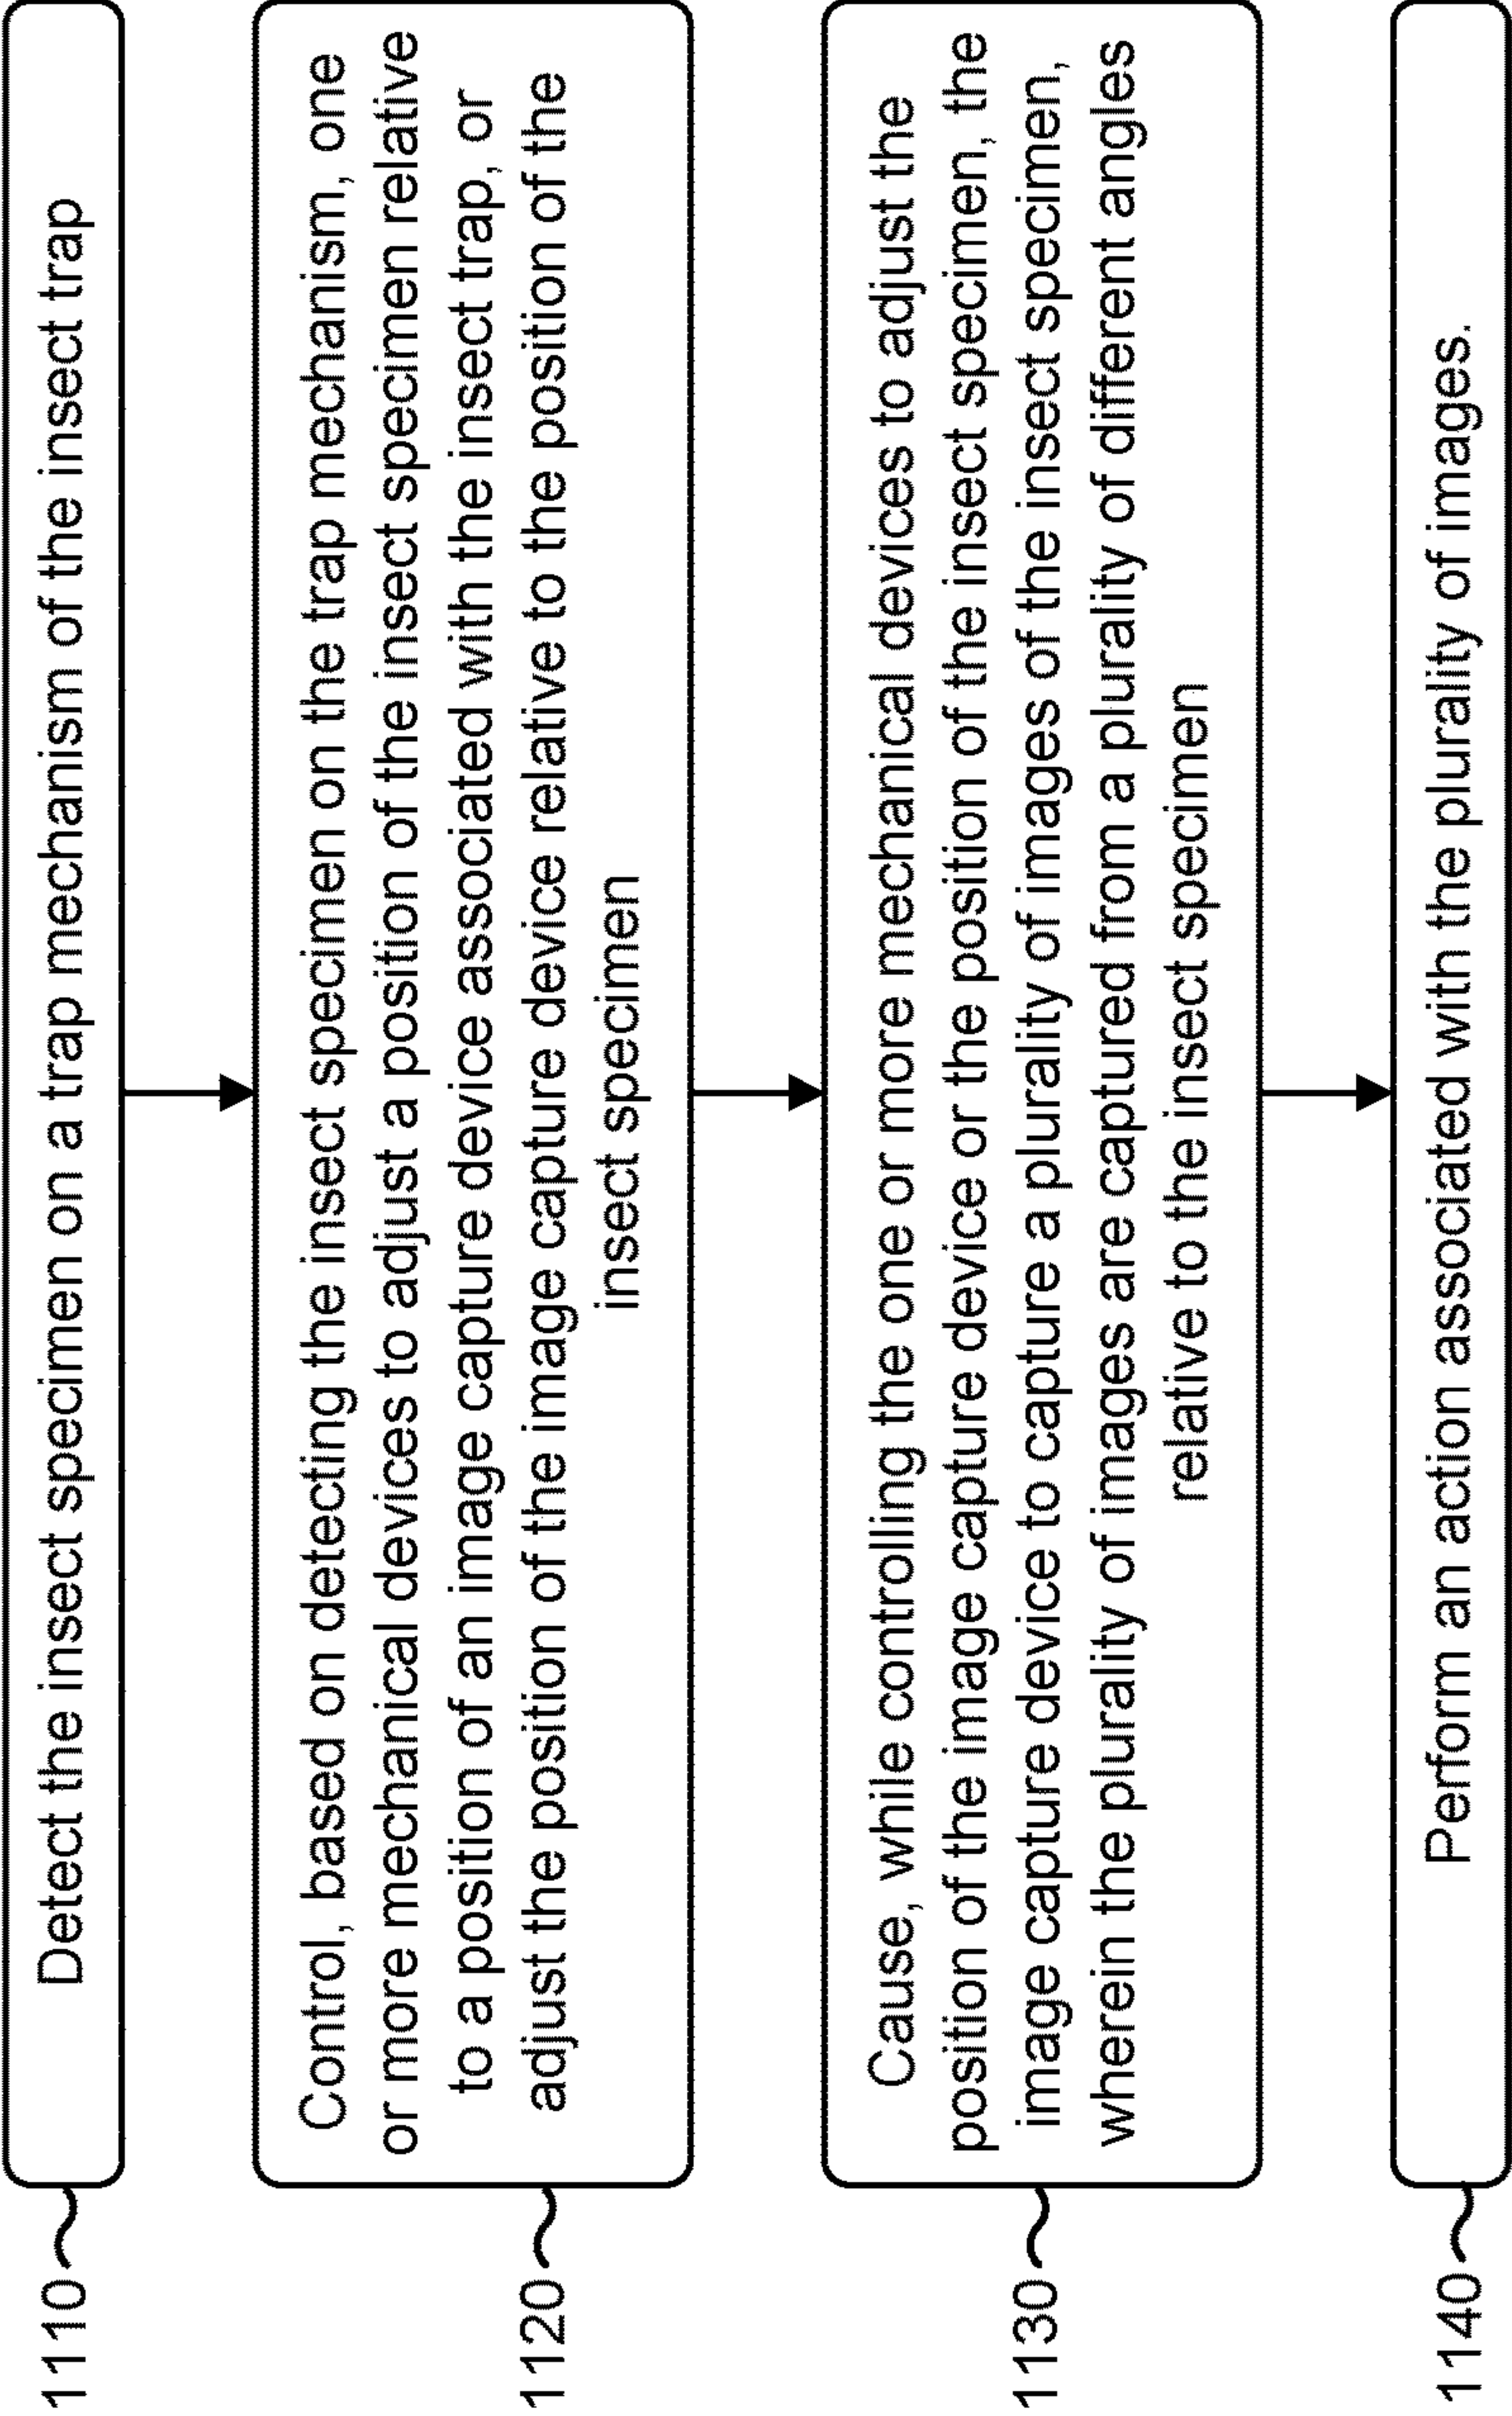 1110
Detect the insect specimen on a trap mechanism of the insect trap
1120
Control, based on detecting the insect specimen on the trap mechanism, one
or more mechanical devices to adjust a position of the insect specimen relative
to a position of an image capture device associated with the insect trap, or
adjust the position of the image capture device relative to the position of the
insect specimen
1130
Cause, while controlling the one or more mechanical devices to adjust the
position of the image capture device or the position of the insect specimen, the
image capture device to capture a plurality of images of the insect specimen,
wherein the plurality of images are captured from a plurality of different angles
relative to the insect specimen
1140
Perform an action associated with the plurality of images.